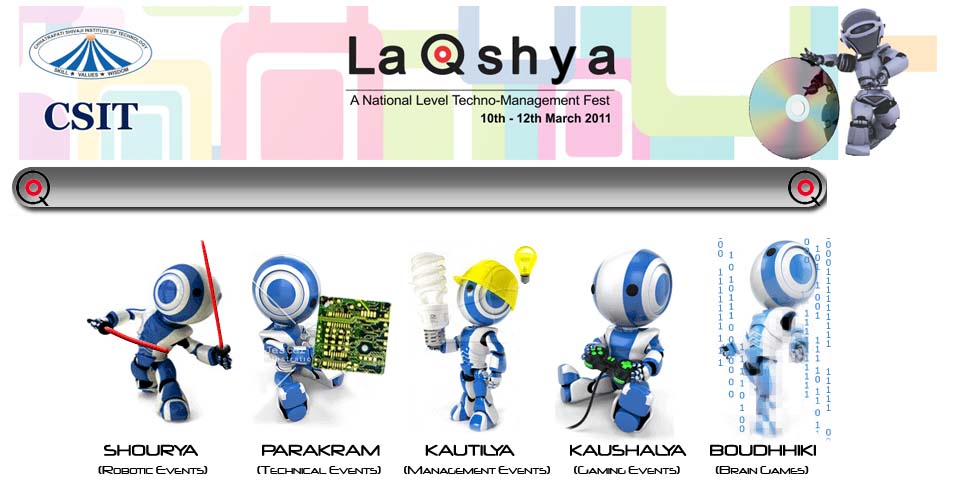 CHHATRAPATI SHIVAJI INSTITUTE OF TECHNOLOGY
SKILL ★ VALUES ★ WISDOM
CSIT
LaQshya
A National Level Techno-Management Fest
10th - 12th March 2011
SHOURYA
(Robotic Events)
PARAKRAM
(Technical Events)
KAUTILYA
(Management Events)
KAUSHALYA
(Gaming Events)
BOUDHHIKI
(Brain Games)